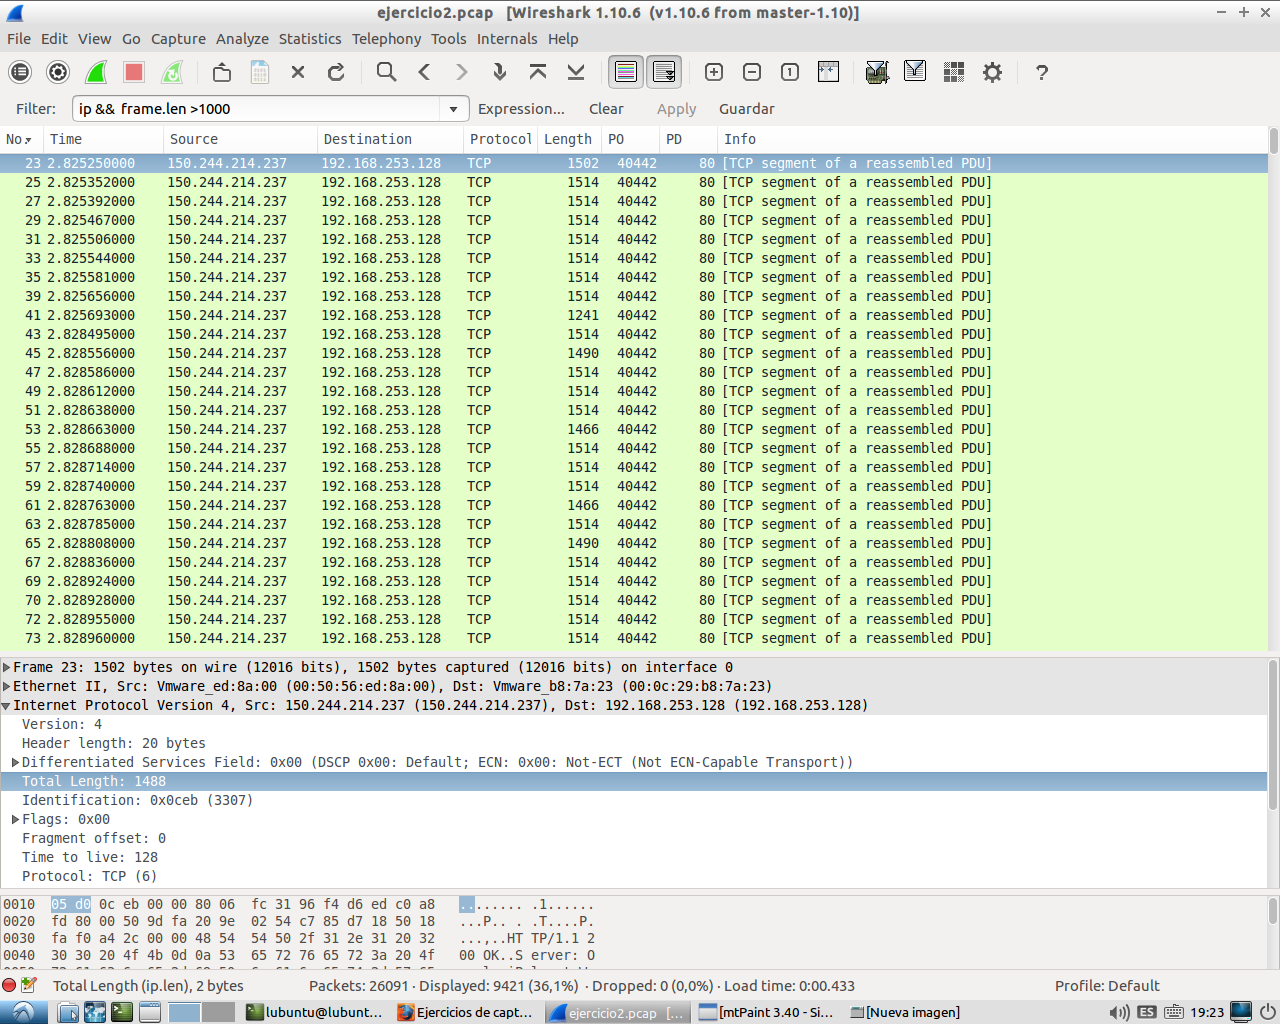 ejercicio2.pcap   [Wireshark 1.10.6  (v1.10.6 from master-1.10)]
File Edit View Go Capture Analyze Statistics Telephony Tools Internals Help
Filter: ip && frame.len >1000 Expression... Clear Apply Guardar
No. Time Source Destination Protocol Length PO PD Info
23 2.825250000 150.244.214.237 192.168.253.128 TCP 1502 40442 80 [TCP segment of a reassembled PDU]
25 2.825352000 150.244.214.237 192.168.253.128 TCP 1514 40442 80 [TCP segment of a reassembled PDU]
27 2.825392000 150.244.214.237 192.168.253.128 TCP 1514 40442 80 [TCP segment of a reassembled PDU]
29 2.825467000 150.244.214.237 192.168.253.128 TCP 1514 40442 80 [TCP segment of a reassembled PDU]
31 2.825506000 150.244.214.237 192.168.253.128 TCP 1514 40442 80 [TCP segment of a reassembled PDU]
33 2.825544000 150.244.214.237 192.168.253.128 TCP 1514 40442 80 [TCP segment of a reassembled PDU]
35 2.825581000 150.244.214.237 192.168.253.128 TCP 1514 40442 80 [TCP segment of a reassembled PDU]
39 2.825656000 150.244.214.237 192.168.253.128 TCP 1514 40442 80 [TCP segment of a reassembled PDU]
41 2.825693000 150.244.214.237 192.168.253.128 TCP 1241 40442 80 [TCP segment of a reassembled PDU]
43 2.828495000 150.244.214.237 192.168.253.128 TCP 1514 40442 80 [TCP segment of a reassembled PDU]
45 2.828556000 150.244.214.237 192.168.253.128 TCP 1490 40442 80 [TCP segment of a reassembled PDU]
47 2.828586000 150.244.214.237 192.168.253.128 TCP 1514 40442 80 [TCP segment of a reassembled PDU]
49 2.828612000 150.244.214.237 192.168.253.128 TCP 1514 40442 80 [TCP segment of a reassembled PDU]
51 2.828638000 150.244.214.237 192.168.253.128 TCP 1514 40442 80 [TCP segment of a reassembled PDU]
53 2.828663000 150.244.214.237 192.168.253.128 TCP 1466 40442 80 [TCP segment of a reassembled PDU]
55 2.828688000 150.244.214.237 192.168.253.128 TCP 1514 40442 80 [TCP segment of a reassembled PDU]
57 2.828714000 150.244.214.237 192.168.253.128 TCP 1514 40442 80 [TCP segment of a reassembled PDU]
59 2.828740000 150.244.214.237 192.168.253.128 TCP 1514 40442 80 [TCP segment of a reassembled PDU]
61 2.828763000 150.244.214.237 192.168.253.128 TCP 1466 40442 80 [TCP segment of a reassembled PDU]
63 2.828785000 150.244.214.237 192.168.253.128 TCP 1514 40442 80 [TCP segment of a reassembled PDU]
65 2.828808000 150.244.214.237 192.168.253.128 TCP 1490 40442 80 [TCP segment of a reassembled PDU]
67 2.828836000 150.244.214.237 192.168.253.128 TCP 1514 40442 80 [TCP segment of a reassembled PDU]
69 2.828924000 150.244.214.237 192.168.253.128 TCP 1514 40442 80 [TCP segment of a reassembled PDU]
70 2.828928000 150.244.214.237 192.168.253.128 TCP 1514 40442 80 [TCP segment of a reassembled PDU]
72 2.828955000 150.244.214.237 192.168.253.128 TCP 1514 40442 80 [TCP segment of a reassembled PDU]
73 2.828960000 150.244.214.237 192.168.253.128 TCP 1514 40442 80 [TCP segment of a reassembled PDU]
Frame 23: 1502 bytes on wire (12016 bits), 1502 bytes captured (12016 bits) on interface 0
Ethernet II, Src: Vmware_ed:8a:00 (00:50:56:ed:8a:00), Dst: Vmware_b8:7a:23 (00:0c:29:b8:7a:23)
Internet Protocol Version 4, Src: 150.244.214.237 (150.244.214.237), Dst: 192.168.253.128 (192.168.253.128)
Version: 4
Header length: 20 bytes
Differentiated Services Field: 0x00 (DSCP 0x00: Default; ECN: 0x00: Not-ECT (Not ECN-Capable Transport))
Total Length: 1488
Identification: 0x0ceb (3307)
Flags: 0x00
Fragment offset: 0
Time to live: 128
Protocol: TCP (6)
0010  05 d0 0c eb 00 00 80 06  fc 31 96 f4 d6 ed c0 a8   ........ .1......
0020  fd 80 00 50 9d fa 20 9e  02 54 c7 85 d7 18 50 18   ...P.. . .T....P.
0030  fa f0 a4 2c 00 00 48 54  54 50 2f 31 2e 31 20 32   ...,..HT TP/1.1 2
0040  30 30 20 4f 4b 0d 0a 53  65 72 76 65 72 3a 20 4f   00 OK..S erver: O
Total Length (ip.len), 2 bytes Packets: 26091 · Displayed: 9421 (36,1%) · Dropped: 0 (0,0%) · Load time: 0:00.433 Profile: Default
lubuntu@lubunt... Ejercicios de capt... ejercicio2.pcap [... [mtPaint 3.40 - Si... [Nueva imagen] ES 19:23